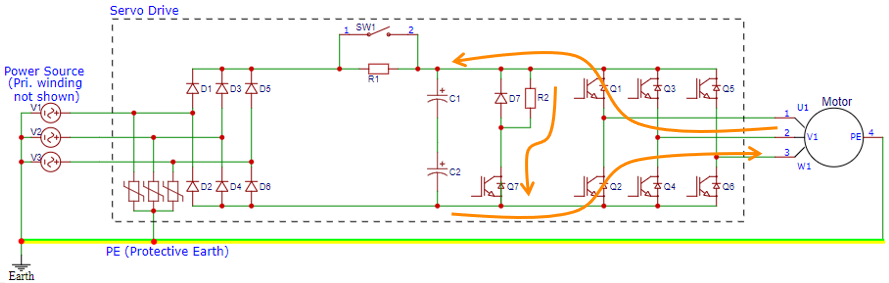 Servo Drive
SW1
1 2
Power Source
(Pri. winding
not shown)
R1
D1 D3 D5
C1
D7 R2
Q1 Q3 Q5
Motor
V1
V2
V3
1 U1
2 V1
3 W1
PE 4
D2 D4 D6
C2
Q7
Q2 Q4 Q6
PE (Protective Earth)
Earth